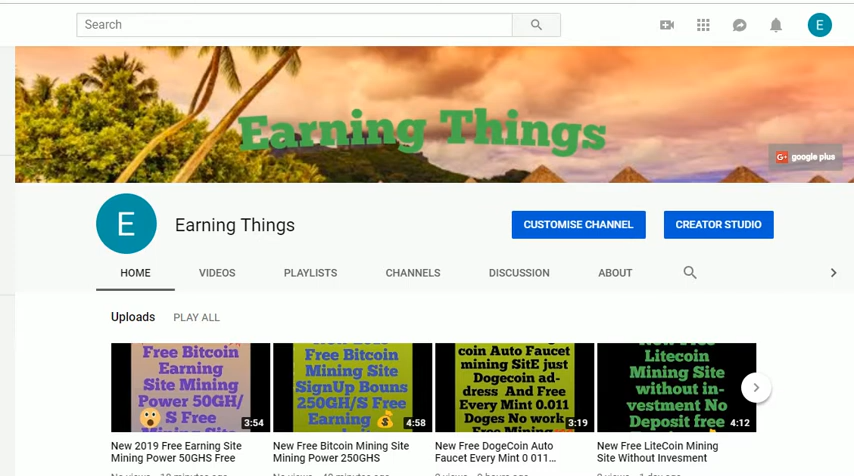 Search
E
Earning Things
G+ google plus
E
Earning Things
CUSTOMISE CHANNEL
CREATOR STUDIO
HOME
VIDEOS
PLAYLISTS
CHANNELS
DISCUSSION
ABOUT
Uploads
PLAY ALL
Free Bitcoin
Earning
Site Mining
Power 50GH/
S Free
3:54
Free Bitcoin
Mining Site
SignUp Bouns
250GH/S Free
Earning
4:58
coin Auto Faucet
mining SitE just
Dogecoin ad-
dress And Free
Every Mint 0.011
Doges No work
Free Mining
3:19
New Free
Litecoin
Mining Site
without in-
vestment No
Deposit free
4:12
New 2019 Free Earning Site
Mining Power 50GHS Free
New Free Bitcoin Mining Site
Mining Power 250GHS
New Free DogeCoin Auto
Faucet Every Mint 0 011...
New Free LiteCoin Mining
Site Without Invesment